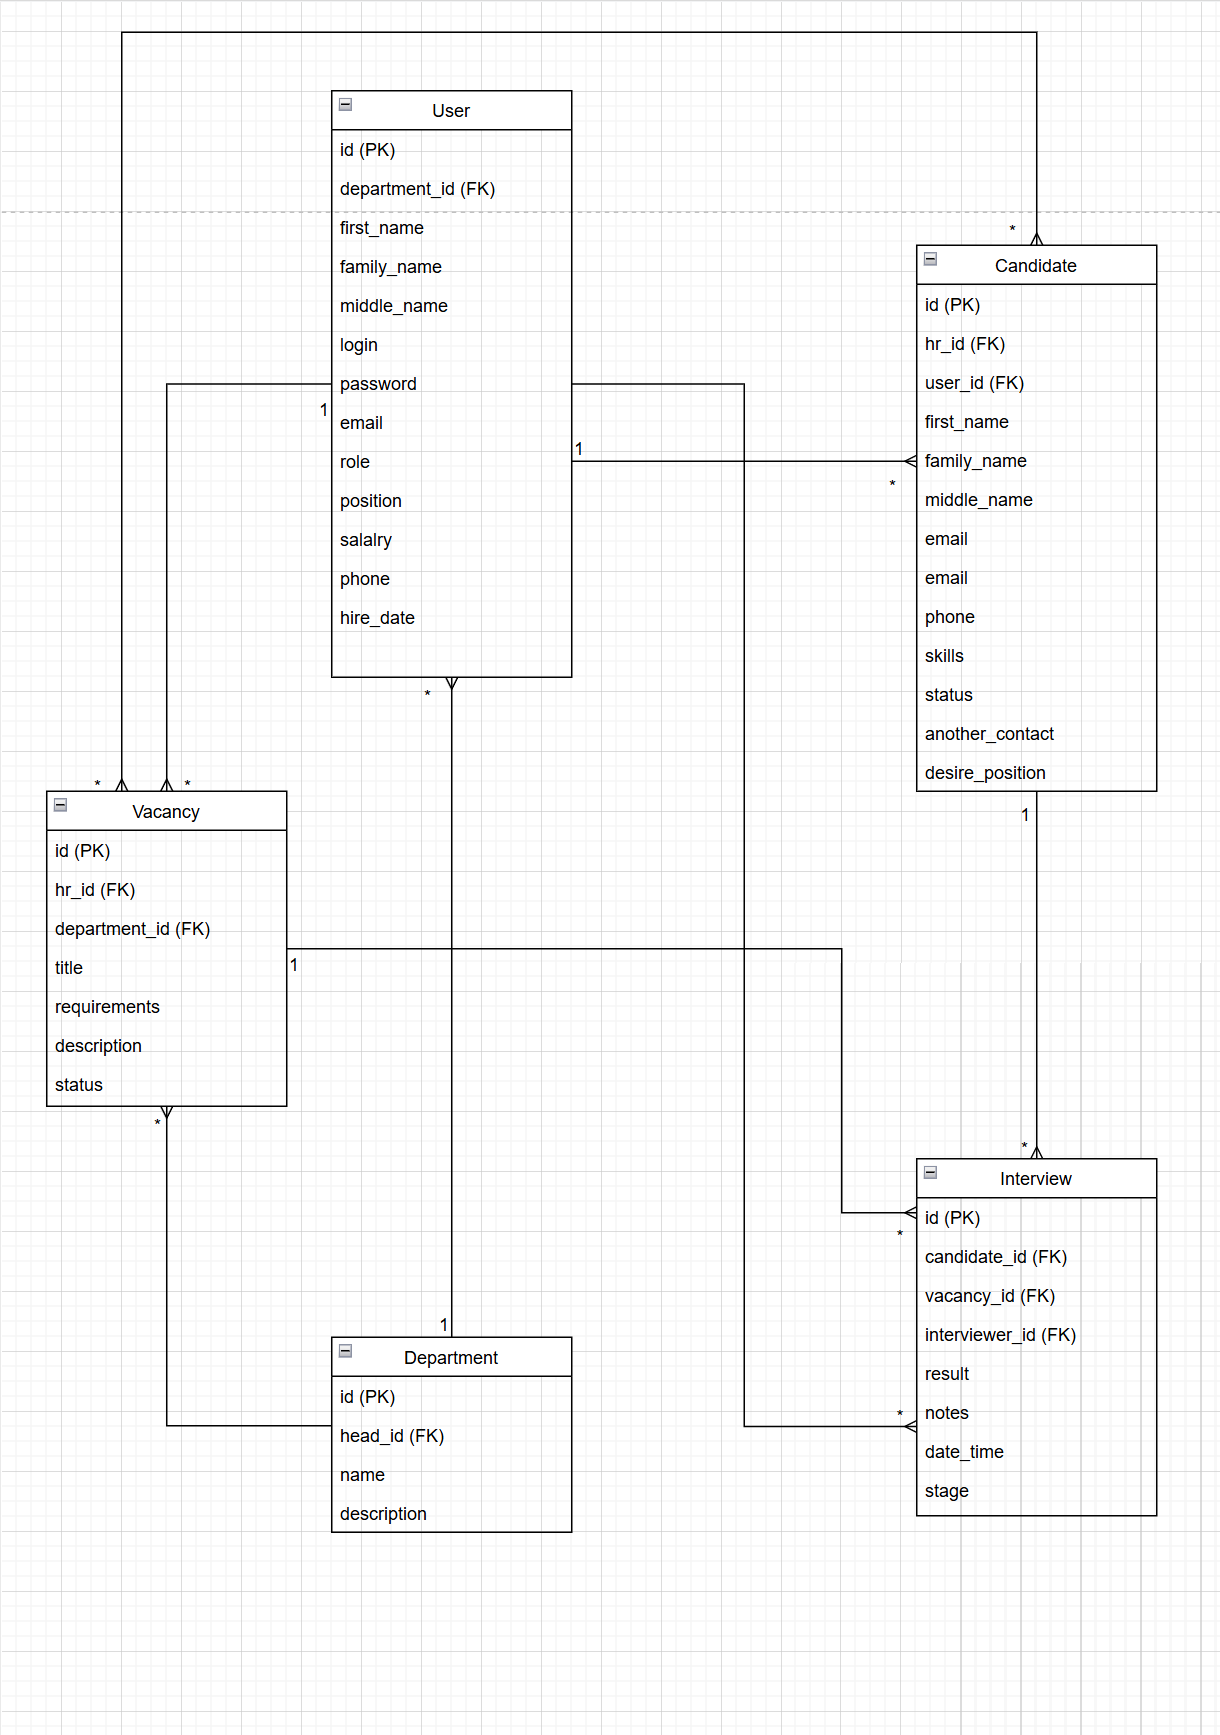 User
id (PK)
department_id (FK)
first_name
family_name
middle_name
login
password
email
role
position
salalry
phone
hire_date
1
1
*
*
*
Candidate
id (PK)
hr_id (FK)
user_id (FK)
first_name
family_name
middle_name
email
email
phone
skills
status
another_contact
desire_position
1
* *
Vacancy
id (PK)
hr_id (FK)
department_id (FK)
title
requirements
description
status
1
*
1
Department
id (PK)
head_id (FK)
name
description
*
Interview
id (PK)
candidate_id (FK)
vacancy_id (FK)
interviewer_id (FK)
result
notes
date_time
stage
*
*